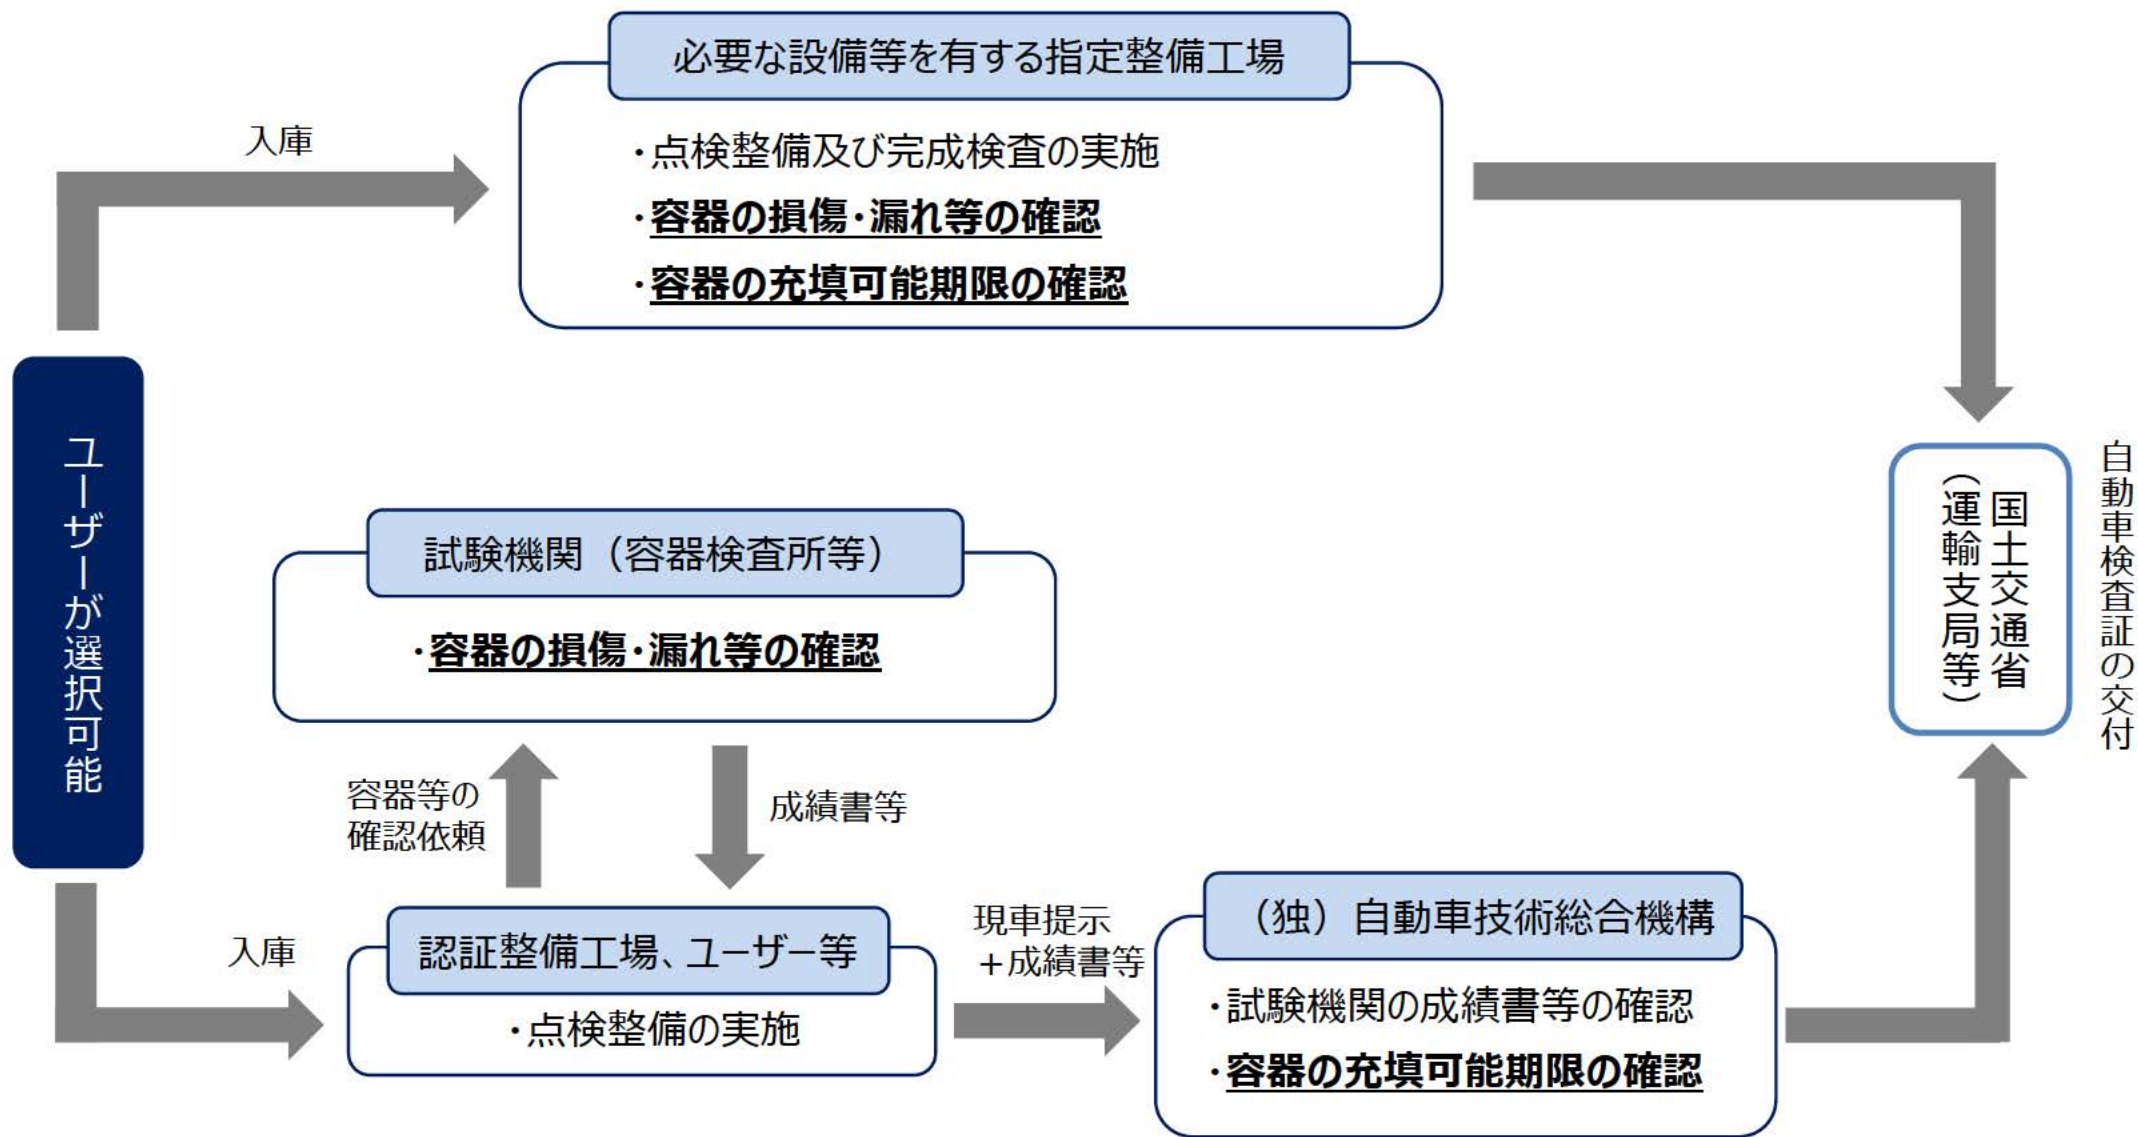 必要な設備等を有する指定整備工場
入庫
・点検整備及び完成検査の実施
・容器の損傷・漏れ等の確認
・容器の充填可能期限の確認
ユーザーが選択可能
試験機関（容器検査所等）
・容器の損傷・漏れ等の確認
容器等の
確認依頼
成績書等
入庫
認証整備工場、ユーザー等
・点検整備の実施
現車提示
＋成績書等
（独）自動車技術総合機構
・試験機関の成績書等の確認
・容器の充填可能期限の確認
国土交通省
（運輸支局等）
自動車検査証の交付